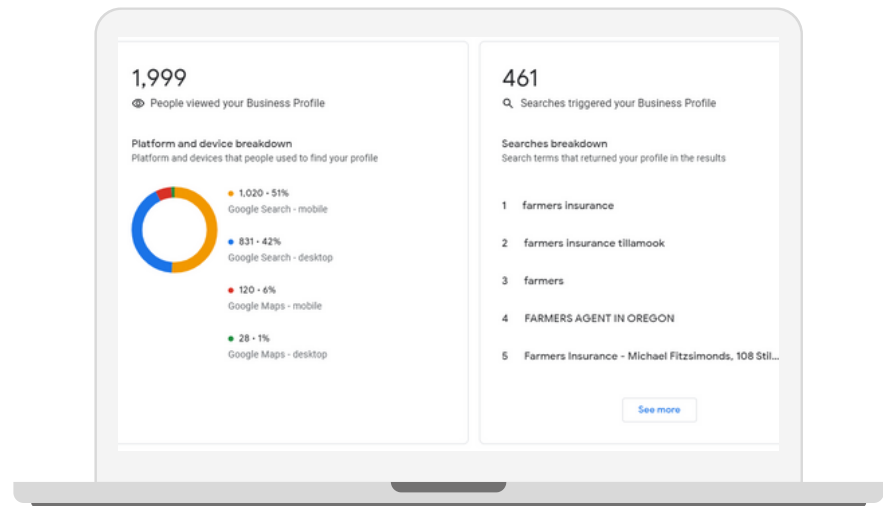 1,999
People viewed your Business Profile
Platform and device breakdown
Platform and devices that people used to find your profile
1,020 · 51%
Google Search - mobile
831 · 42%
Google Search - desktop
120 · 6%
Google Maps - mobile
28 · 1%
Google Maps - desktop
461
Searches triggered your Business Profile
Searches breakdown
Search terms that returned your profile in the results
1 farmers insurance
2 farmers insurance tillamook
3 farmers
4 FARMERS AGENT IN OREGON
5 Farmers Insurance - Michael Fitzsimonds, 108 Stil...
See more